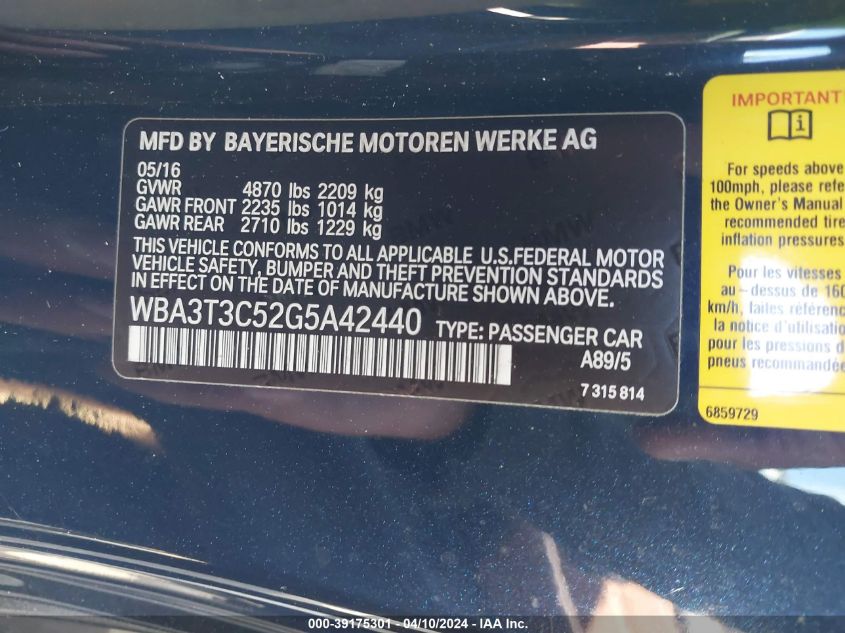 MFD BY BAYERISCHE MOTOREN WERKE AG
05/16
GVWR 4870 lbs 2209 kg
GAWR FRONT 2235 lbs 1014 kg
GAWR REAR 2710 lbs 1229 kg
THIS VEHICLE CONFORMS TO ALL APPLICABLE U.S.FEDERAL MOTOR
VEHICLE SAFETY, BUMPER AND THEFT PREVENTION STANDARDS
IN EFFECT ON THE DATE OF MANUFACTURE SHOWN ABOVE.
WBA3T3C52G5A42440 TYPE: PASSENGER CAR
A89/5
7 315 814
IMPORTANT
i
For speeds above
100mph, please refe
the Owner's Manual
recommended tire
inflation pressures
Pour les vitesses
au-dessus de 160
km/h, faites référenc
la notice d'utilisatio
pour les pressions d
pneus recommandée
6859729
000-39175301 - 04/10/2024 - © IAA Inc.